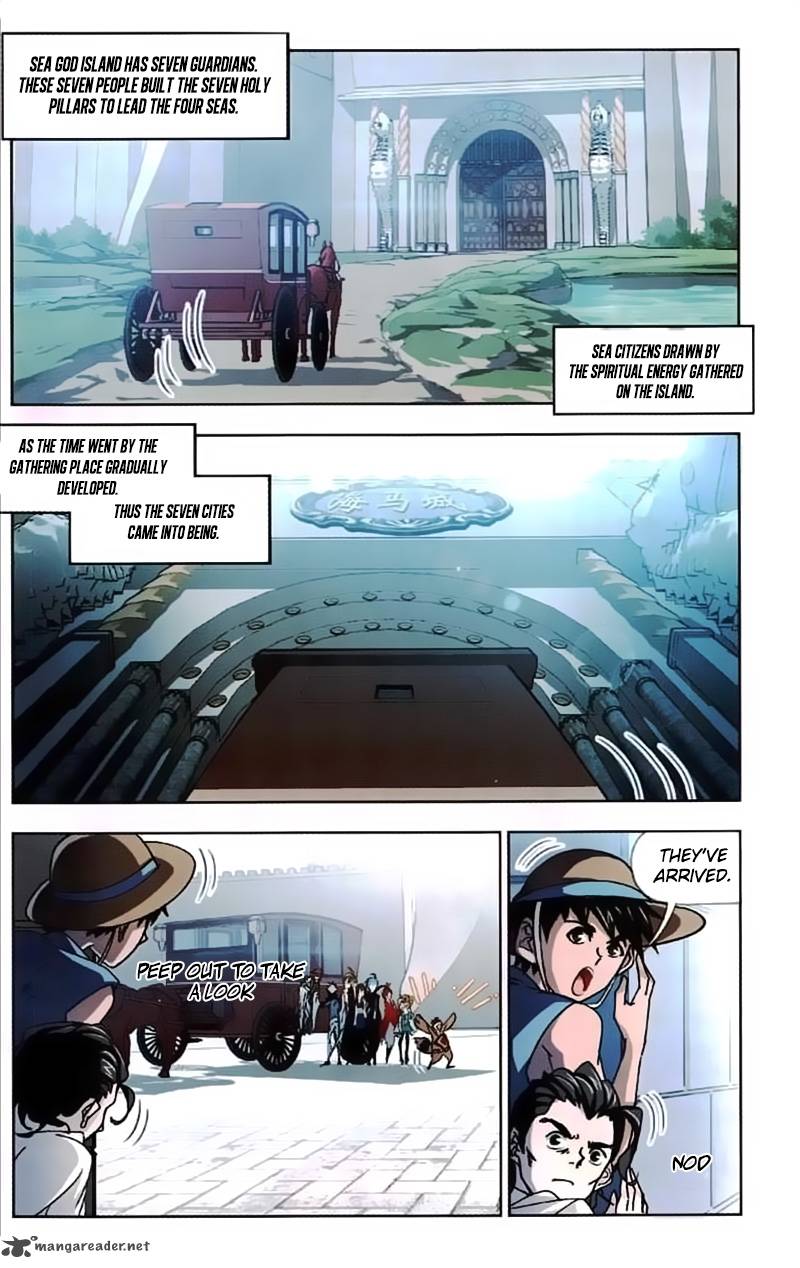 SEA GOD ISLAND HAS SEVEN GUARDIANS.
THESE SEVEN PEOPLE BUILT THE SEVEN HOLY
PILLARS TO LEAD THE FOUR SEAS.
SEA CITIZENS DRAWN BY
THE SPIRITUAL ENERGY GATHERED
ON THE ISLAND.
AS THE TIME WENT BY THE
GATHERING PLACE GRADUALLY
DEVELOPED.
THUS THE SEVEN CITIES
CAME INTO BEING.
海马城
PEEP OUT TO TAKE
A LOOK
THEY'VE
ARRIVED.
NOD
mangareader.net